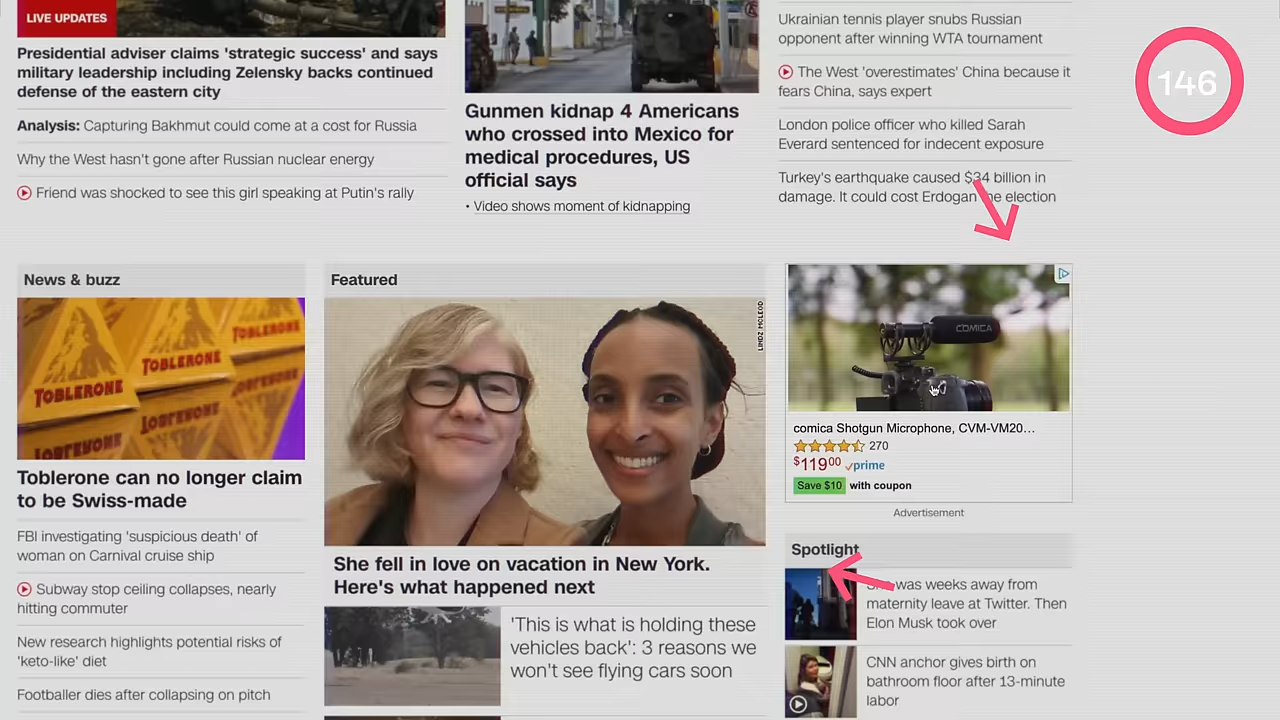 LIVE UPDATES
Presidential adviser claims 'strategic success' and says
military leadership including Zelensky backs continued
defense of the eastern city
Analysis: Capturing Bakhmut could come at a cost for Russia
Why the West hasn't gone after Russian nuclear energy
Friend was shocked to see this girl speaking at Putin's rally
Gunmen kidnap 4 Americans
who crossed into Mexico for
medical procedures, US
official says
• Video shows moment of kidnapping
Ukrainian tennis player snubs Russian
opponent after winning WTA tournament
The West 'overestimates' China because it
fears China, says expert
London police officer who killed Sarah
Everard sentenced for indecent exposure
Turkey's earthquake caused $34 billion in
damage. It could cost Erdogan the election
146
News & buzz
TOBLERONE
TOBLERONE
TOBLERONE
Toblerone can no longer claim
to be Swiss-made
FBI investigating 'suspicious death' of
woman on Carnival cruise ship
Subway stop ceiling collapses, nearly
hitting commuter
New research highlights potential risks of
'keto-like' diet
Footballer dies after collapsing on pitch
Featured
LINDZ MCLEOD
She fell in love on vacation in New York.
Here's what happened next
'This is what is holding these
vehicles back': 3 reasons we
won't see flying cars soon
COMICA
comica Shotgun Microphone, CVM-VM20…
270
$11900 prime
Save $10 with coupon
Advertisement
Spotlight
was weeks away from
maternity leave at Twitter. Then
Elon Musk took over
CNN anchor gives birth on
bathroom floor after 13-minute
labor